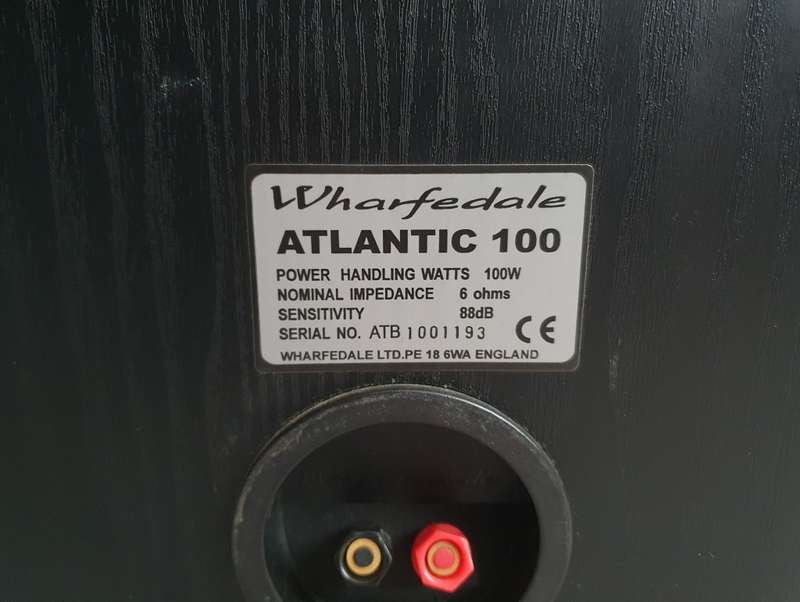 Wharfedale
ATLANTIC 100
POWER HANDLING WATTS 100W
NOMINAL IMPEDANCE 6 ohms
SENSITIVITY 88dB
SERIAL NO. ATB 1001193 CE
WHARFEDALE LTD.PE 18 6WA ENGLAND